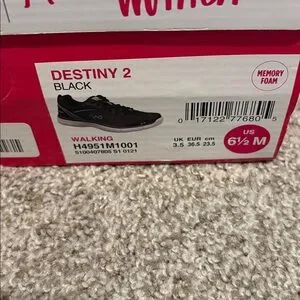 DESTINY 2
BLACK
MEMORY
FOAM
WALKING
H4951M1001
S100407805 S1 0121
0 17122 77680 5
UK EUR cm
3.5 36.5 23.5
US
6½ M